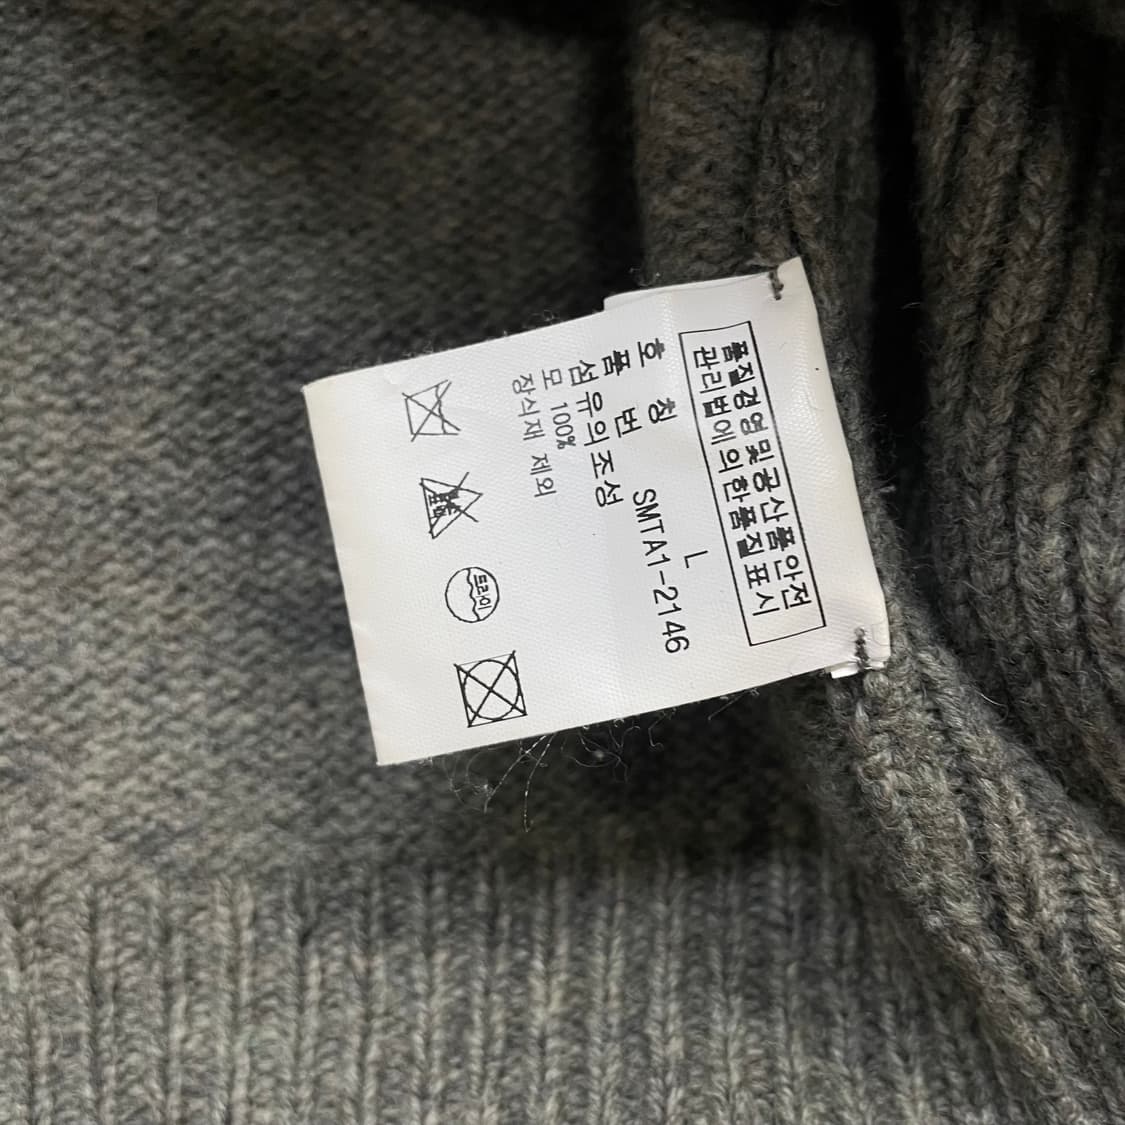 품질경영및공산품안전
관리법에의한품질표시
호 칭 L
품 번 SMTA1-2146
섬유의조성
모 100%
장식재 제외
드라이